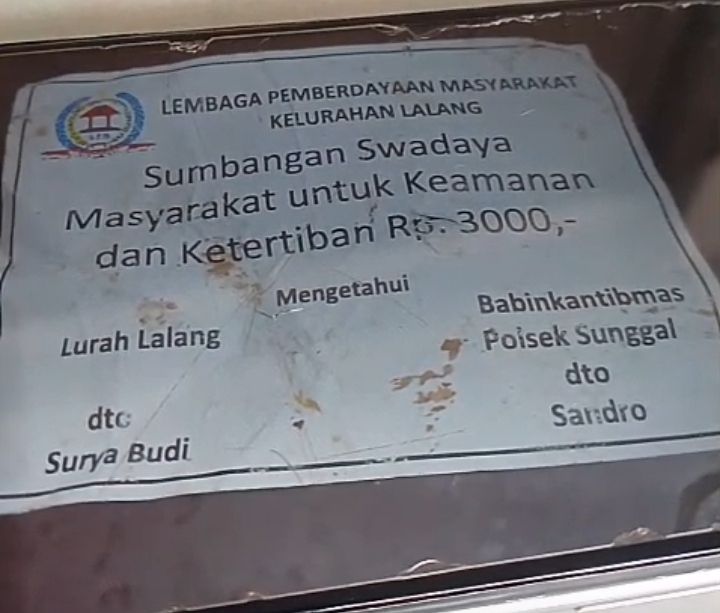 LEMBAGA PEMBERDAYAAN MASYARAKAT
KELURAHAN LALANG
Sumbangan Swadaya
Masyarakat untuk Keamanan
dan Ketertiban Rp. 3000,-
Mengetahui
Lurah Lalang
dto
Surya Budi
Babinkantibmas
Polsek Sunggal
dto
Sandro